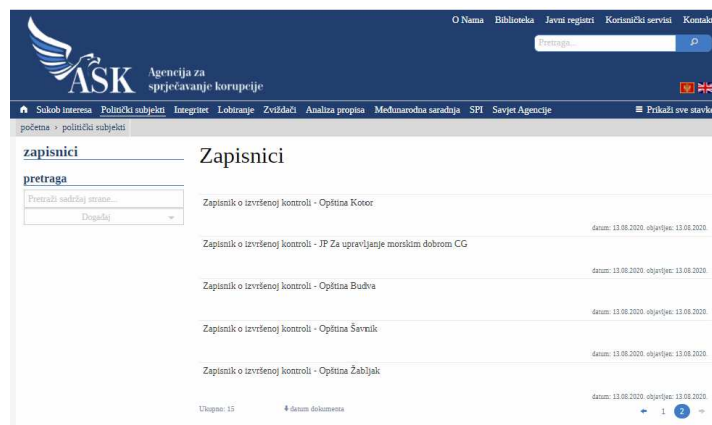 O Nama Biblioteka Javni registri Korisnički servisi Kontakt
Pretraga...
ASK Agencija za
sprječavanje korupcije
Sukob interesa Politički subjekti Integritet Lobiranje Zviždači Analiza propisa Međunarodna saradnja SPI Savjet Agencije Prikaži sve stavke
početna › politički subjekti
zapisnici
Zapisnici
pretraga
Pretraži sadržaj strane...
Događaj
Zapisnik o izvršenoj kontroli - Opština Kotor
datum: 13.08.2020. objavljen: 13.08.2020.
Zapisnik o izvršenoj kontroli - JP Za upravljanje morskim dobrom CG
datum: 13.08.2020. objavljen: 13.08.2020.
Zapisnik o izvršenoj kontroli - Opština Budva
datum: 13.08.2020. objavljen: 13.08.2020.
Zapisnik o izvršenoj kontroli - Opština Šavnik
datum: 13.08.2020. objavljen: 13.08.2020.
Zapisnik o izvršenoj kontroli - Opština Žabljak
datum: 13.08.2020. objavljen: 13.08.2020.
Ukupno: 15 datum dokumenta 1 2